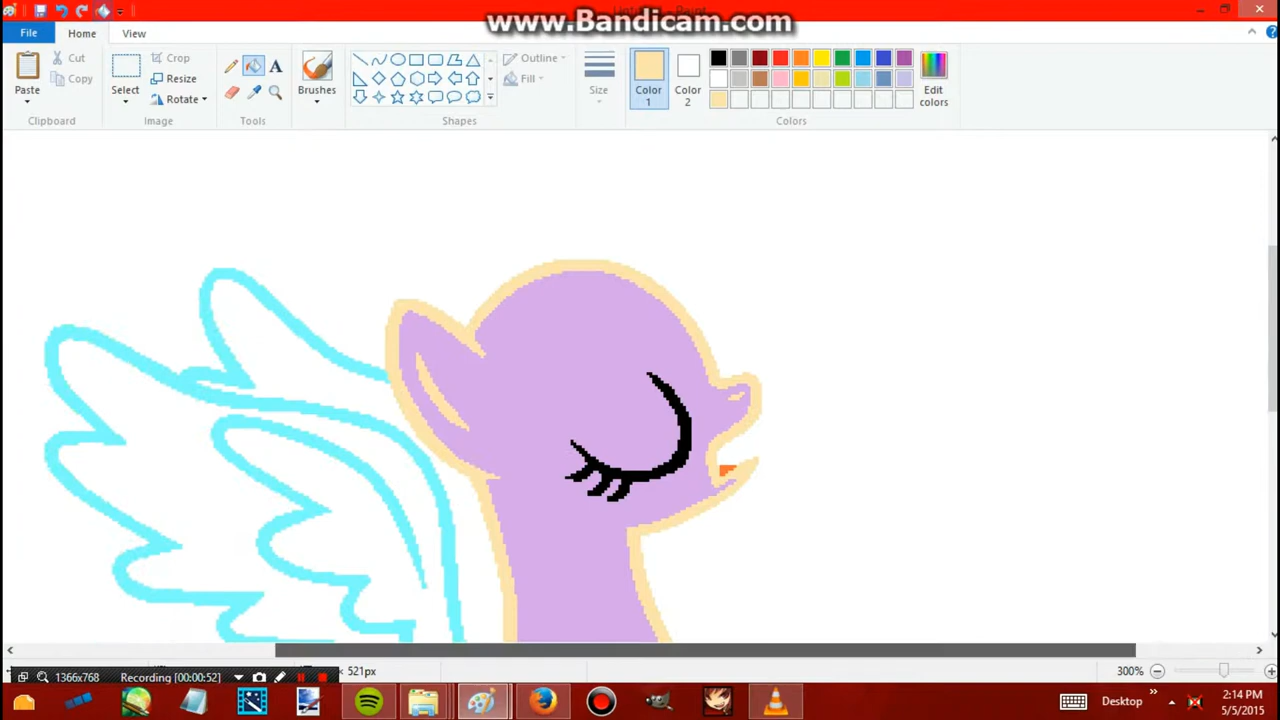 www.Bandicam.com
File Home View
Cut
Copy
Paste
Clipboard
Crop
Resize
Rotate
Select
Image
Tools
Brushes
Outline
Fill
Shapes
Size
Color 1
Color 2
Edit colors
Colors
× 521px
300%
1366x768 Recording [00:00:52]
Desktop
2:14 PM
5/5/2015